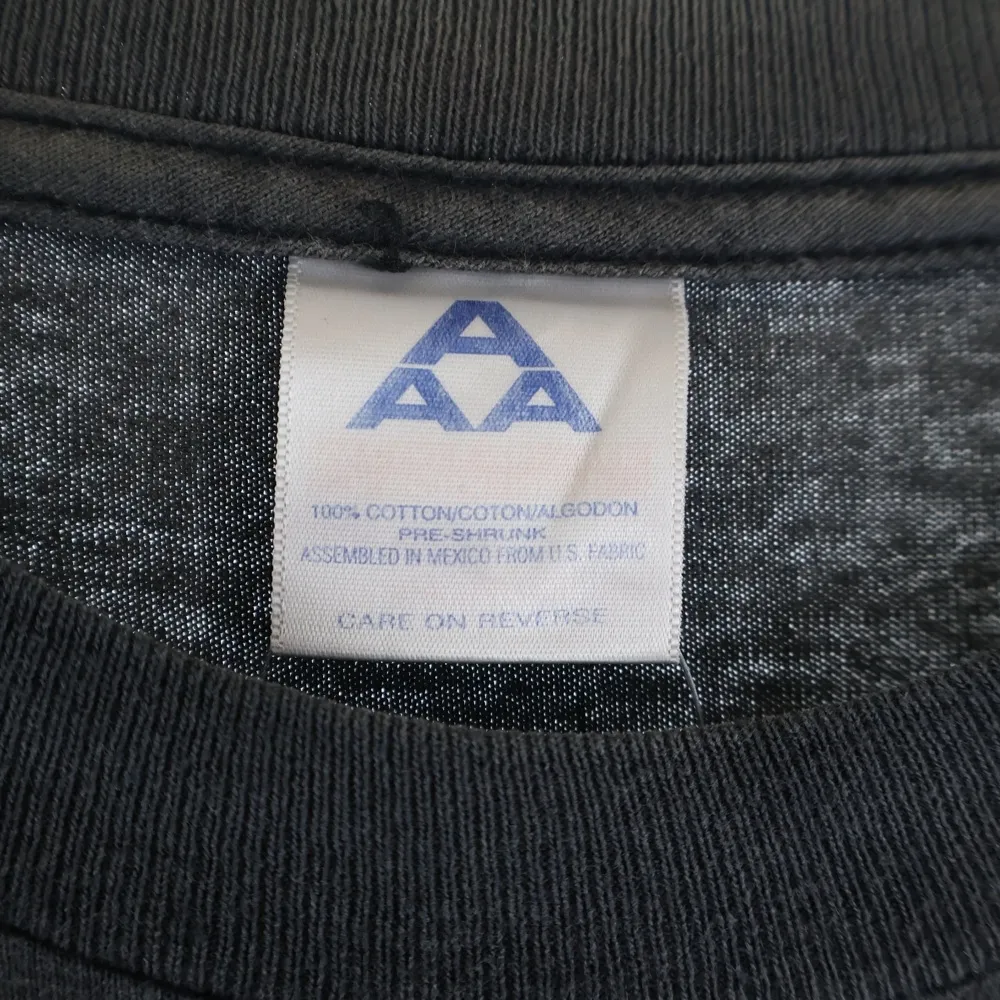 A
A A
100% COTTON/COTON/ALGODON
PRE-SHRUNK
ASSEMBLED IN MEXICO FROM U.S. FABRIC
CARE ON REVERSE